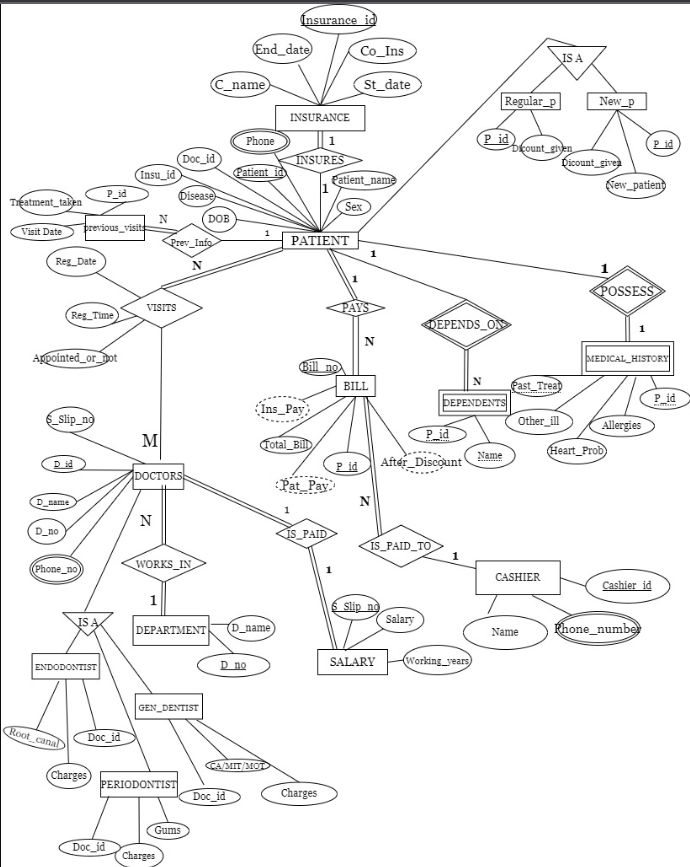 Insurance_id
End_date
Co_Ins
C_name
St_date
IS A
INSURANCE
Regular_p
New_p
Phone
1
P_id
Dicount_given
P_id
Doc_id
INSURES
Dicount_given
Insu_id
Patient_id
Patient_name
New_patient
1
P_id
Disease
Treatment_taken
Sex
N
DOB
previous_visits
Visit Date
Prev_Info
1
PATIENT
1
Reg_Date
N
1
1
POSSESS
VISITS
PAYS
Reg_Time
DEPENDS_ON
1
N
Appointed_or_not
MEDICAL_HISTORY
Bill_no
BILL
N
Past_Treat
P_id
Ins_Pay
DEPENDENTS
S_Slip_no
Other_ill
Allergies
M
Total_Bill
P_id
Heart_Prob
D_id
P_id
After_Discount
Name
DOCTORS
Pat_Pay
D_name
N
1
N
D_no
IS_PAID
IS_PAID_TO
1
Phone_no
WORKS_IN
1
CASHIER
Cashier_id
1
S_Slip_no
IS A
DEPARTMENT
D_name
Salary
Name
Phone_number
D_no
SALARY
Working_years
ENDODONTIST
GEN_DENTIST
Root_canal
Doc_id
CA/MIT/MOT
Charges
PERIODONTIST
Doc_id
Charges
Gums
Doc_id
Charges